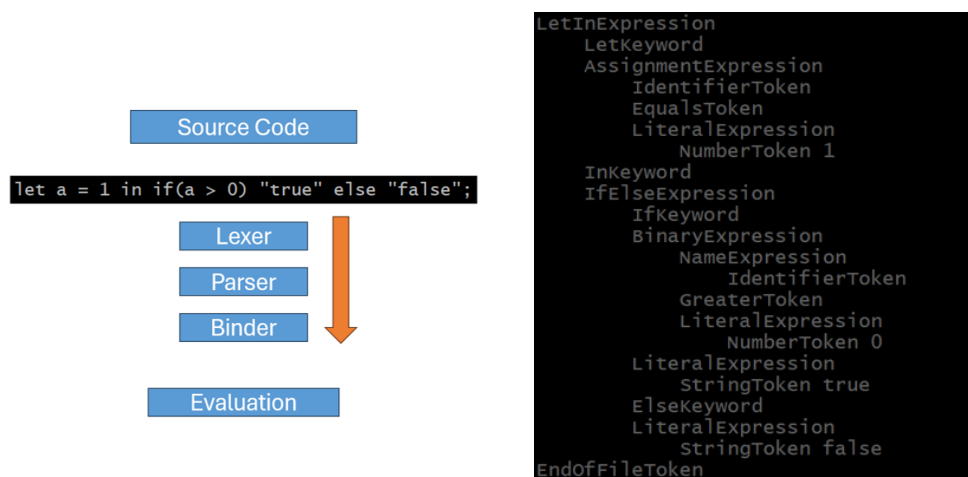 Source Code
let a = 1 in if(a > 0) "true" else "false";
Lexer
Parser
Binder
Evaluation
LetInExpression
LetKeyword
AssignmentExpression
IdentifierToken
EqualsToken
LiteralExpression
NumberToken 1
InKeyword
IfElseExpression
IfKeyword
BinaryExpression
NameExpression
IdentifierToken
GreaterToken
LiteralExpression
NumberToken 0
LiteralExpression
StringToken true
ElseKeyword
LiteralExpression
StringToken false
EndOfFileToken